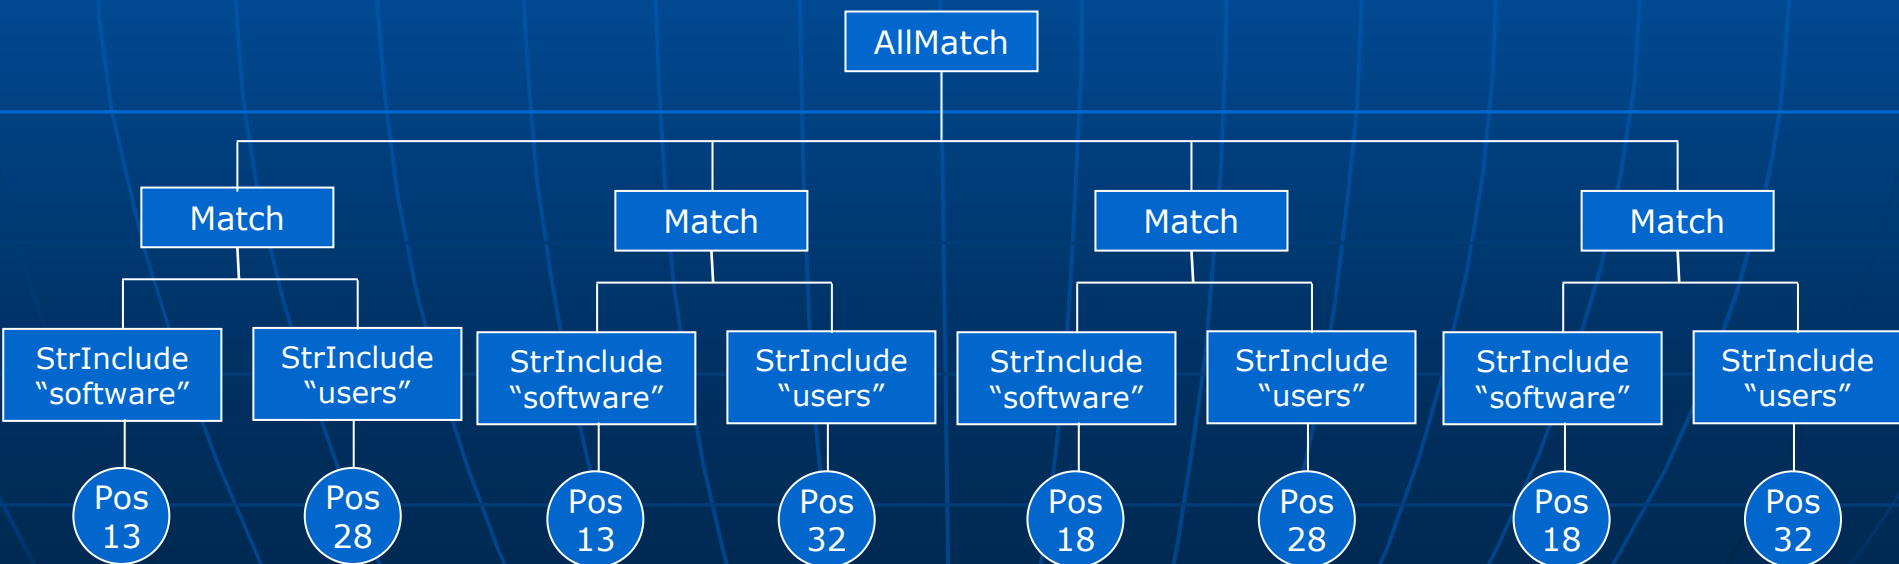 AllMatch
Match
Match
Match
Match
StrInclude
“software”
StrInclude
“users”
StrInclude
“software”
StrInclude
“users”
StrInclude
“software”
StrInclude
“users”
StrInclude
“software”
StrInclude
“users”
Pos
13
Pos
28
Pos
13
Pos
32
Pos
18
Pos
28
Pos
18
Pos
32